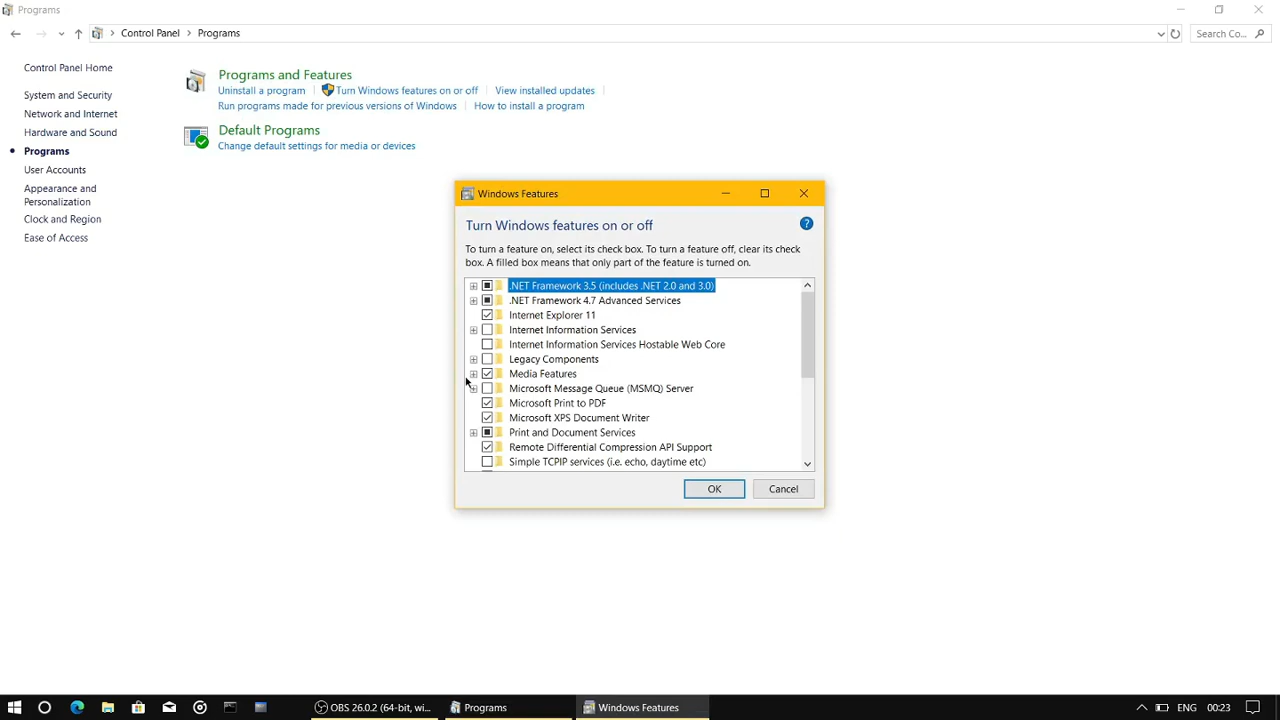 Programs
Control Panel
Programs
Search Co...
Control Panel Home
System and Security
Network and Internet
Hardware and Sound
Programs
User Accounts
Appearance and
Personalization
Clock and Region
Ease of Access
Programs and Features
Uninstall a program
Turn Windows features on or off
View installed updates
Run programs made for previous versions of Windows
How to install a program
Default Programs
Change default settings for media or devices
Windows Features
Turn Windows features on or off
?
To turn a feature on, select its check box. To turn a feature off, clear its check
box. A filled box means that only part of the feature is turned on.
.NET Framework 3.5 (includes .NET 2.0 and 3.0)
.NET Framework 4.7 Advanced Services
Internet Explorer 11
Internet Information Services
Internet Information Services Hostable Web Core
Legacy Components
Media Features
Microsoft Message Queue (MSMQ) Server
Microsoft Print to PDF
Microsoft XPS Document Writer
Print and Document Services
Remote Differential Compression API Support
Simple TCPIP services (i.e. echo, daytime etc)
OK
Cancel
OBS 26.0.2 (64-bit, wi...
Programs
Windows Features
ENG
00:23